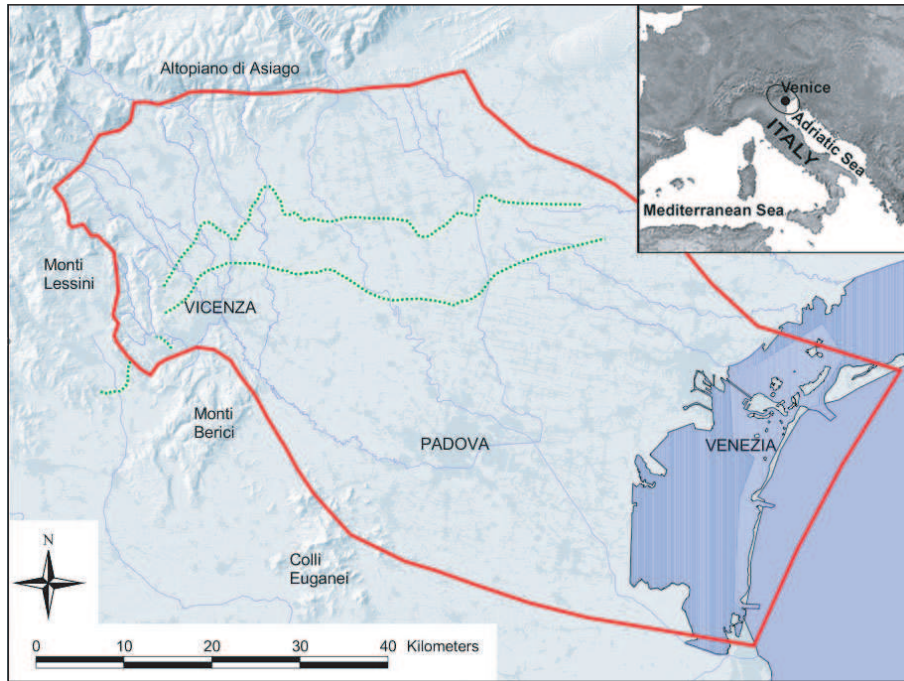 Altopiano di Asiago
Venice
ITALY
Adriatic Sea
Mediterranean Sea
Monti
Lessini
VICENZA
Monti
Berici
PADOVA
VENEZIA
Colli
Euganei
N
0 10 20 30 40 Kilometers